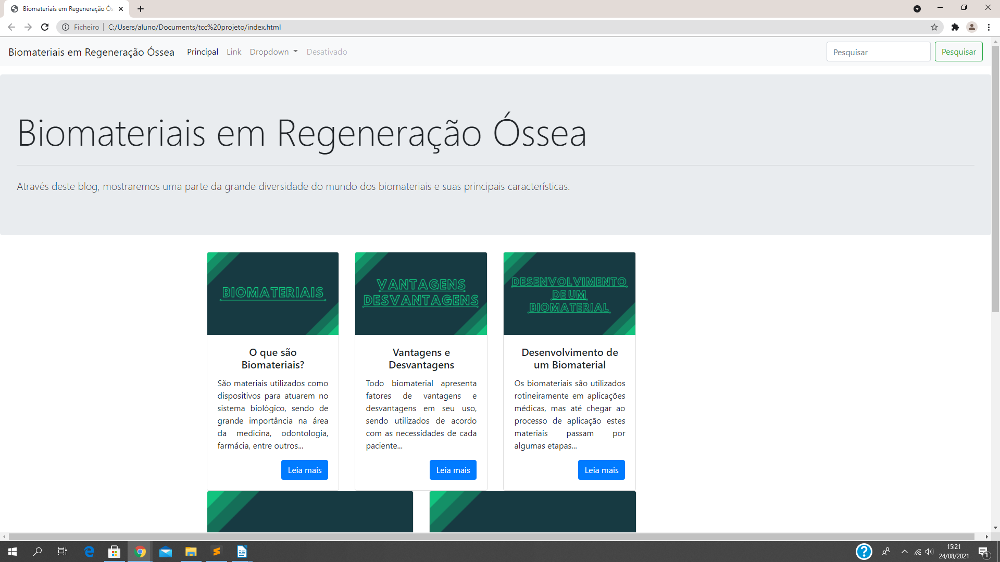 Biomateriais em Regeneração Ós
Ficheiro | C:/Users/aluno/Documents/tcc%20projeto/index.html
Biomateriais em Regeneração Óssea Principal Link Dropdown Desativado Pesquisar Pesquisar
Biomateriais em Regeneração Óssea
Através deste blog, mostraremos uma parte da grande diversidade do mundo dos biomateriais e suas principais características.
BIOMATERIAIS
O que são
Biomateriais?
São materiais utilizados como
dispositivos para atuarem no
sistema biológico, sendo de
grande importância na área
da medicina, odontologia,
farmácia, entre outros...
Leia mais
VANTAGENS
DESVANTAGENS
Vantagens e
Desvantagens
Todo biomaterial apresenta
fatores de vantagens e
desvantagens em seu uso,
sendo utilizados de acordo
com as necessidades de cada
paciente...
Leia mais
DESENVOLVIMENTO
DE UM
BIOMATERIAL
Desenvolvimento de
um Biomaterial
Os biomateriais são utilizados
rotineiramente em aplicações
médicas, mas até chegar ao
processo de aplicação estes
materiais passam por
algumas etapas...
Leia mais
15:21
24/08/2021
1